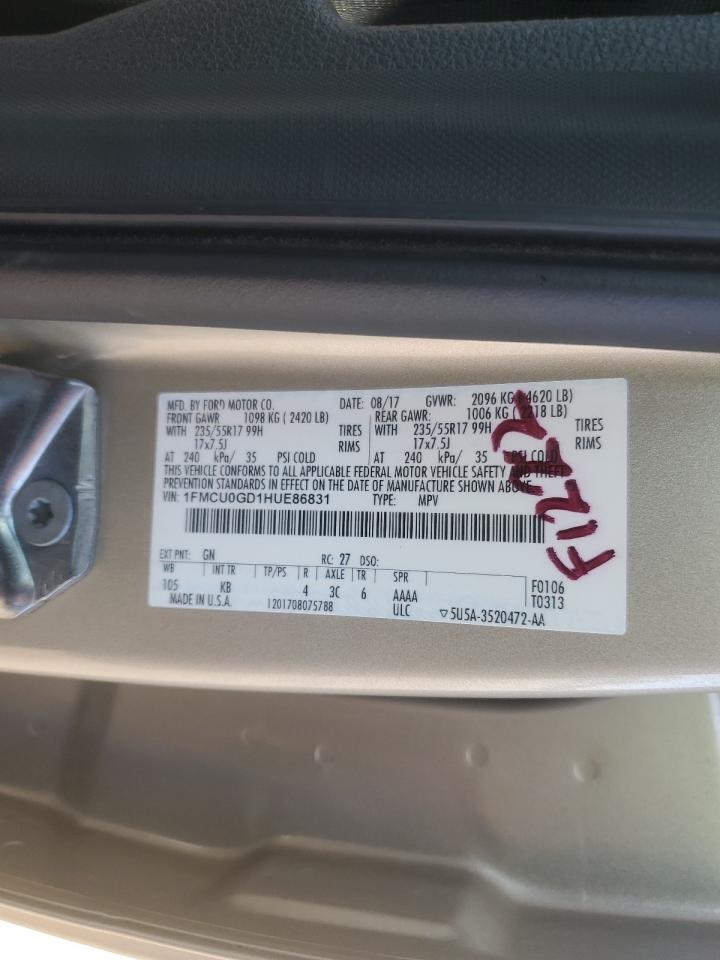 MFD. BY FORD MOTOR CO. DATE: 08/17 GVWR: 2096 KG ( 4620 LB)
FRONT GAWR 1098 KG ( 2420 LB) REAR GAWR: 1006 KG ( 2218 LB)
WITH 235/55R17 99H TIRES WITH 235/55R17 99H TIRES
17x7.5J RIMS 17x7.5J RIMS
AT 240 kPa/ 35 PSI COLD AT 240 kPa/ 35 PSI COLD
THIS VEHICLE CONFORMS TO ALL APPLICABLE FEDERAL MOTOR VEHICLE SAFETY AND THEFT
PREVENTION STANDARDS IN EFFECT ON THE DATE OF MANUFACTURE SHOWN ABOVE.
VIN: 1FMCU0GD1HUE86831 TYPE: MPV
EXT PNT: GN RC: 27 DSO:
WB INT TR TP/PS R AXLE TR SPR
105 KB 4 3C 6 AAAA F0106
ULC T0313
MADE IN U.S.A. 1201708075788 ▽5U5A-3520472-AA